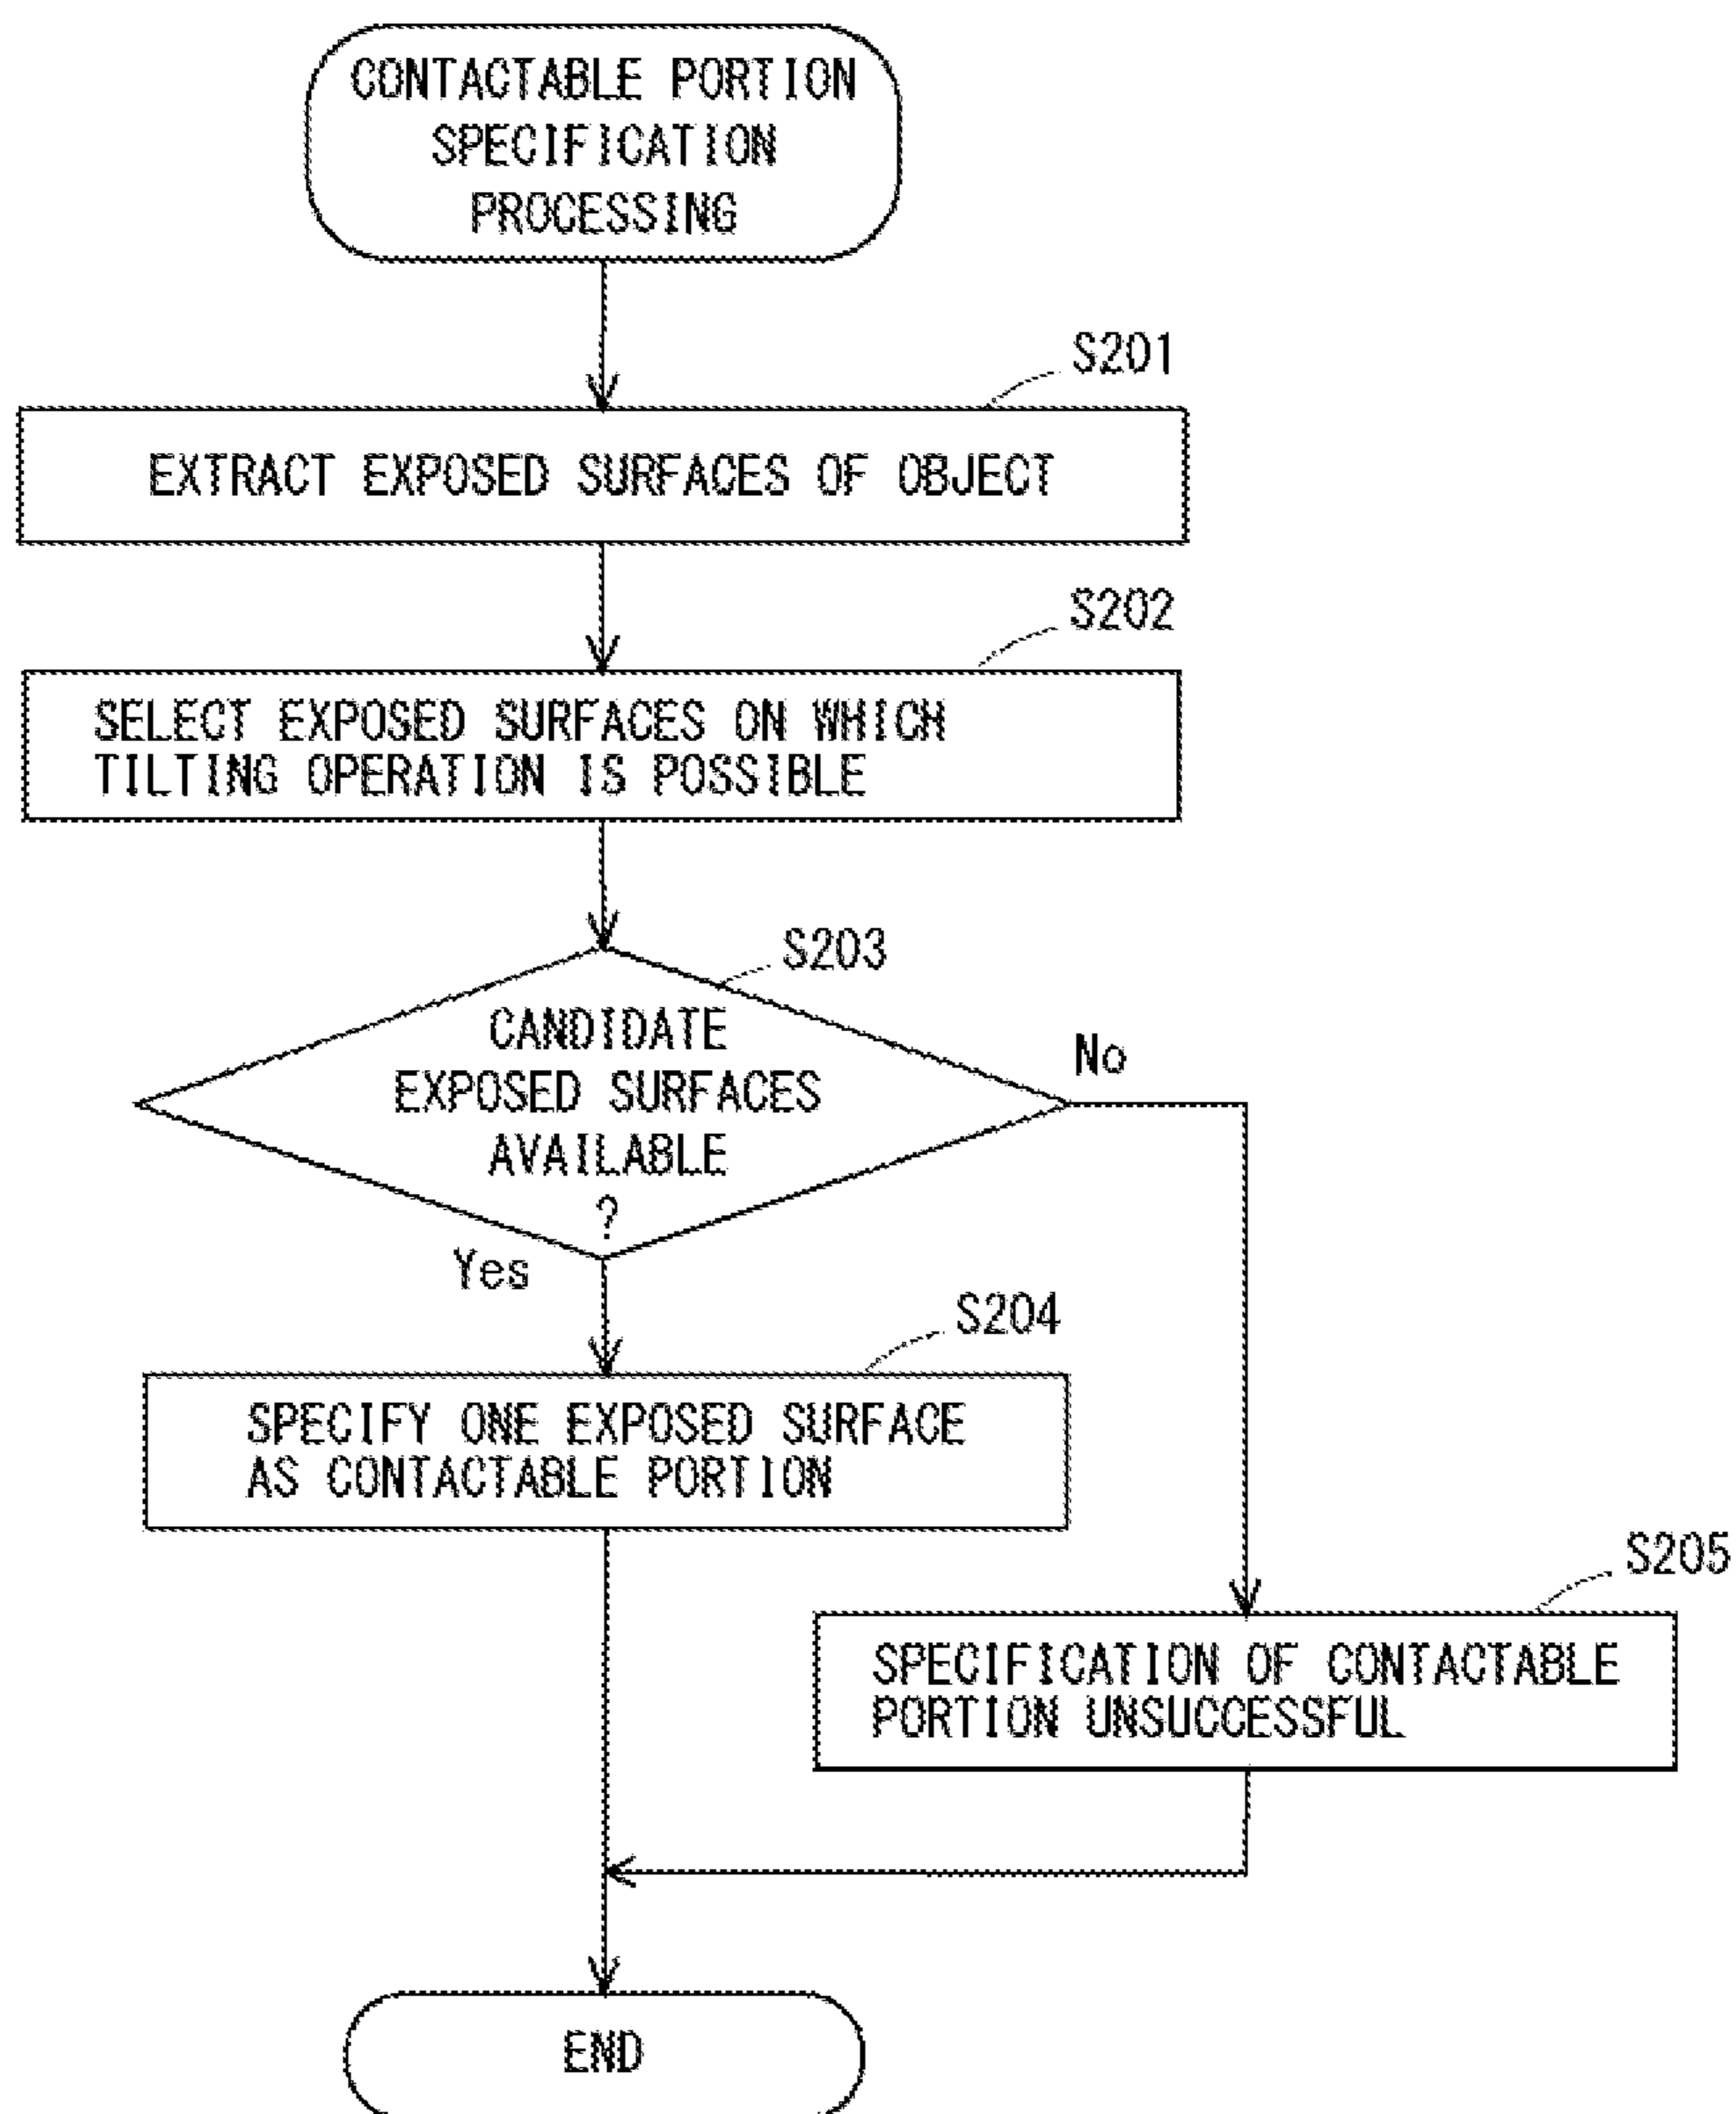 CONTACTABLE PORTION
SPECIFICATION
PROCESSING
S201
EXTRACT EXPOSED SURFACES OF OBJECT
S202
SELECT EXPOSED SURFACES ON WHICH
TILTING OPERATION IS POSSIBLE
S203
CANDIDATE
EXPOSED SURFACES
AVAILABLE
?
No
Yes
S204
SPECIFY ONE EXPOSED SURFACE
AS CONTACTABLE PORTION
S205
SPECIFICATION OF CONTACTABLE
PORTION UNSUCCESSFUL
END